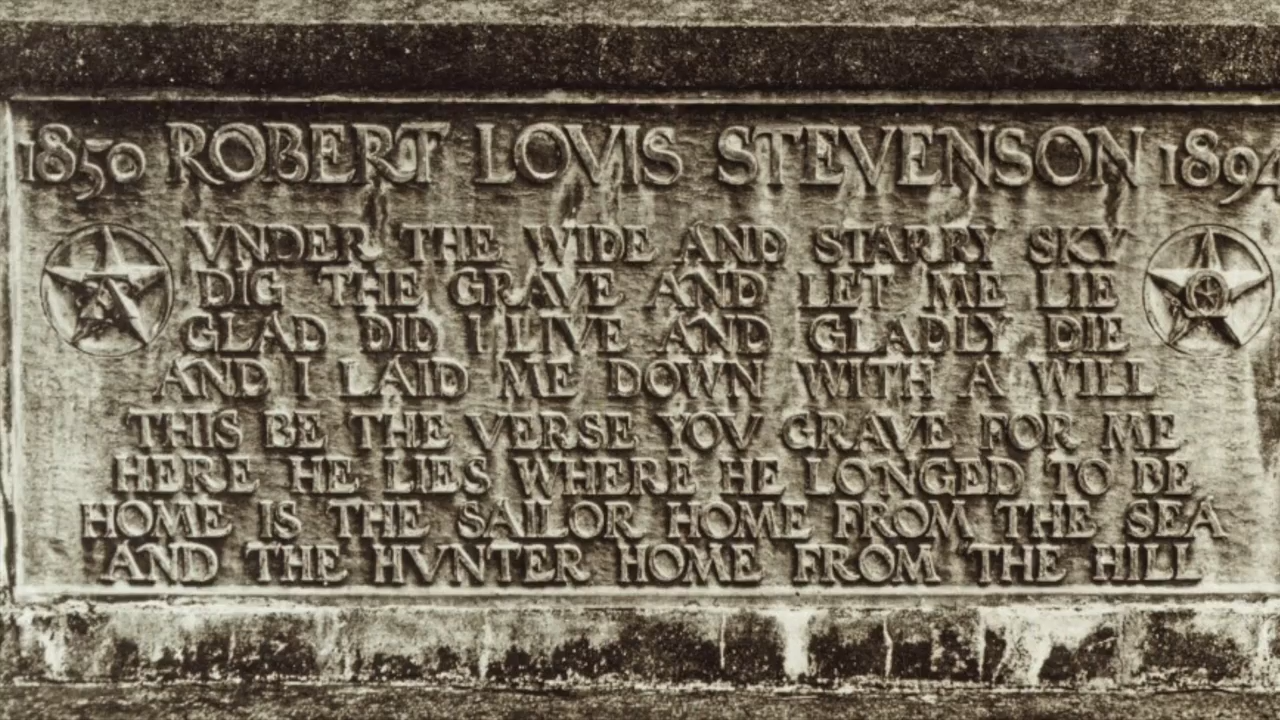 1850 ROBERT LOVIS STEVENSON 1894
VNDER THE WIDE AND STARRY SKY
DIG THE GRAVE AND LET ME LIE
GLAD DID I LIVE AND GLADLY DIE
AND I LAID ME DOWN WITH A WILL
THIS BE THE VERSE YOV GRAVE FOR ME
HERE HE LIES WHERE HE LONGED TO BE
HOME IS THE SAILOR HOME FROM THE SEA
AND THE HVNTER HOME FROM THE HILL